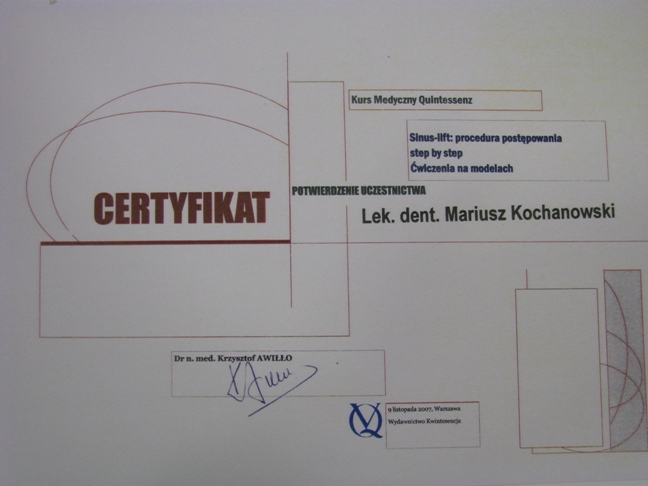 Kurs Medyczny Quintessenz
Sinus-lift: procedura postępowania
step by step
Ćwiczenia na modelach
POTWIERDZENIE UCZESTNICTWA
CERTYFIKAT
Lek. dent. Mariusz Kochanowski
Dr n. med. Krzysztof AWIŁŁO
9 listopada 2007, Warszawa
Wydawnictwo Kwintesencja